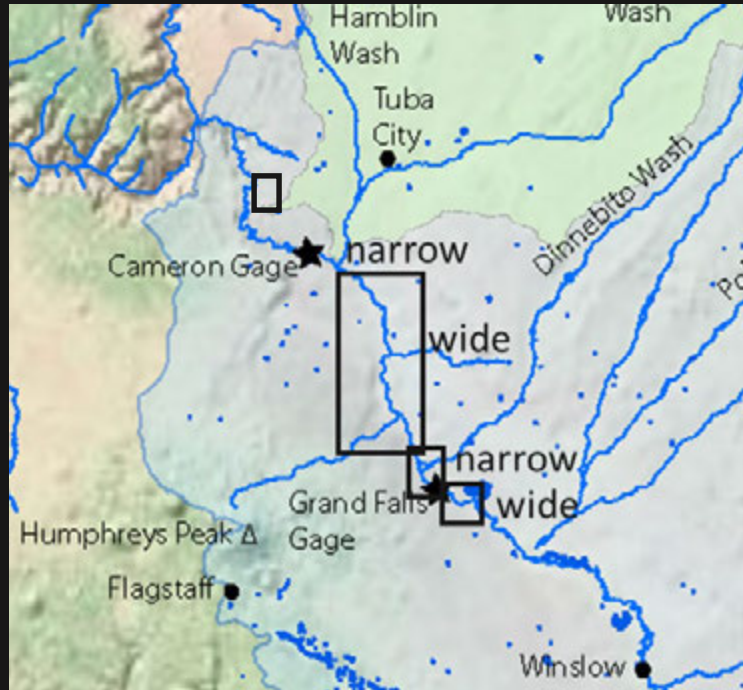 Hamblin
Wash
Wash
Tuba
City
Dinnebito Wash
narrow
Cameron Gage
Po
wide
narrow
Grand Falls
Gage
wide
Humphreys Peak Δ
Flagstaff
Winslow